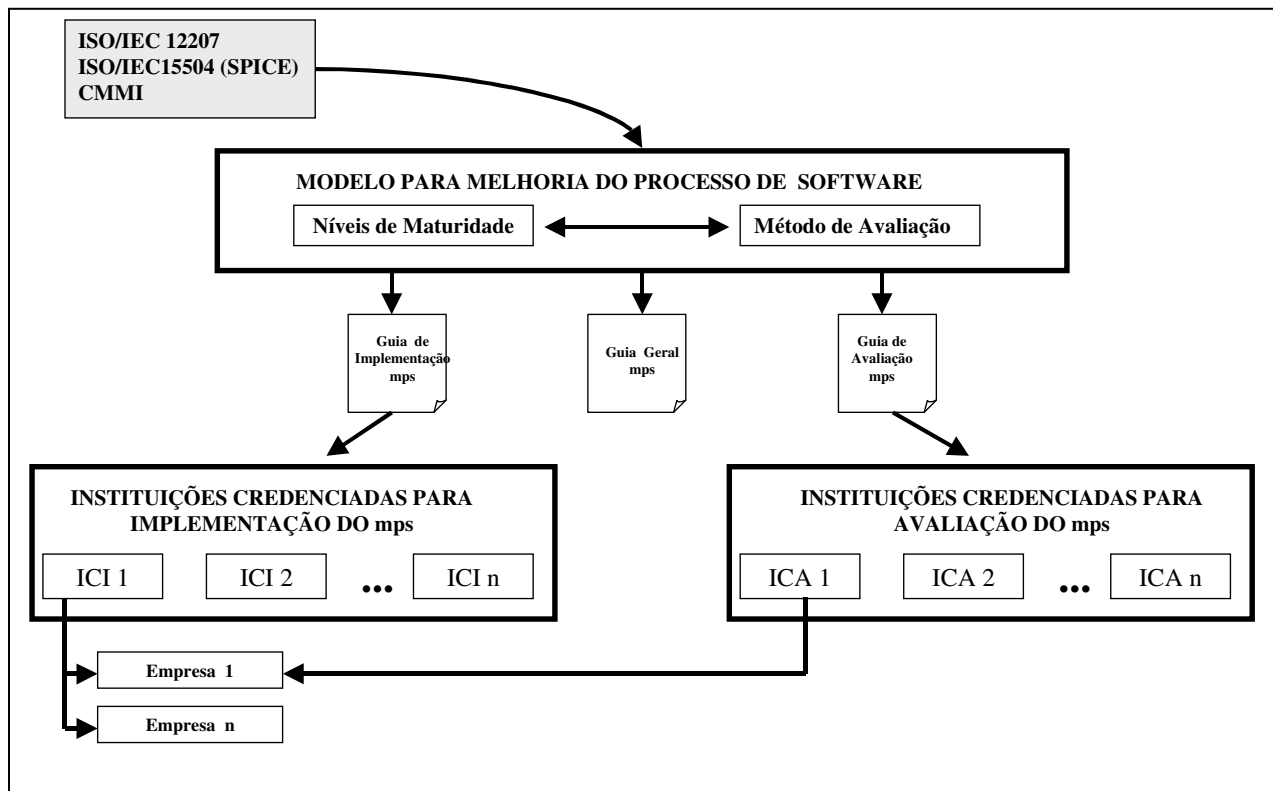 ISO/IEC 12207
ISO/IEC15504 (SPICE)
CMMI
MODELO PARA MELHORIA DO PROCESSO DE SOFTWARE
Níveis de Maturidade
Método de Avaliação
Guia de
Implementação
mps
Guia Geral
mps
Guia de
Avaliação
mps
INSTITUIÇÕES CREDENCIADAS PARA
IMPLEMENTAÇÃO DO mps
ICI 1
ICI 2
...
ICI n
INSTITUIÇÕES CREDENCIADAS PARA
AVALIAÇÃO DO mps
ICA 1
ICA 2
...
ICA n
Empresa 1
Empresa n